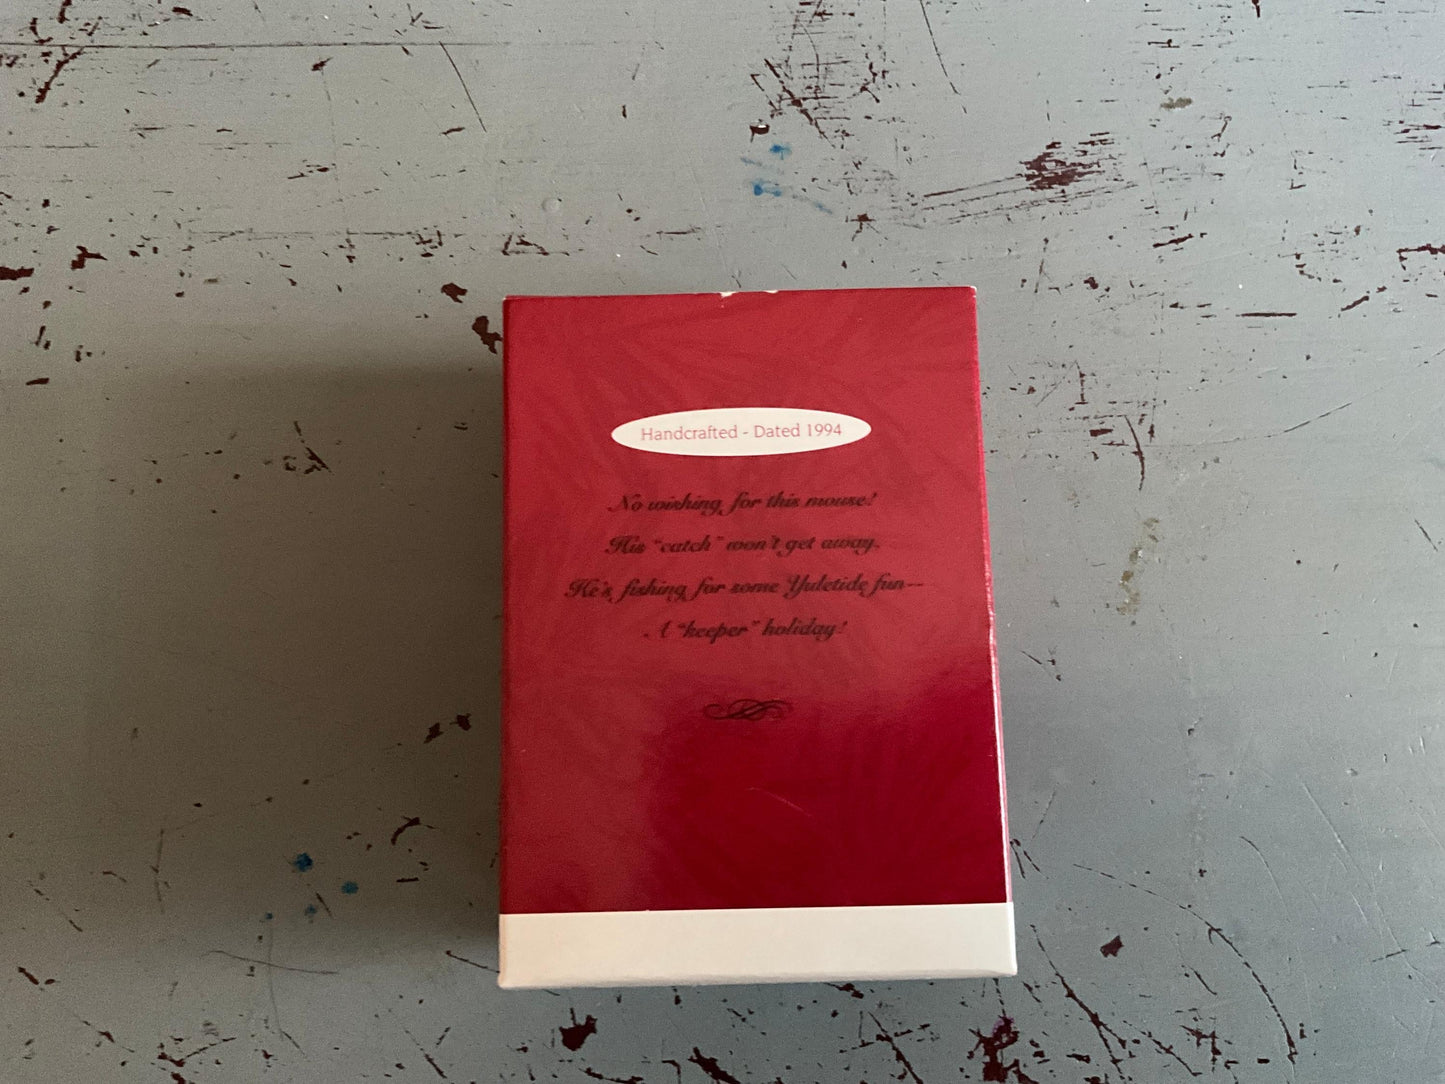 Handcrafted - Dated 1994
No wishing for this mouse!
His "catch" won't get away.
He's fishing for some Yuletide fun--
A "keeper" holiday!